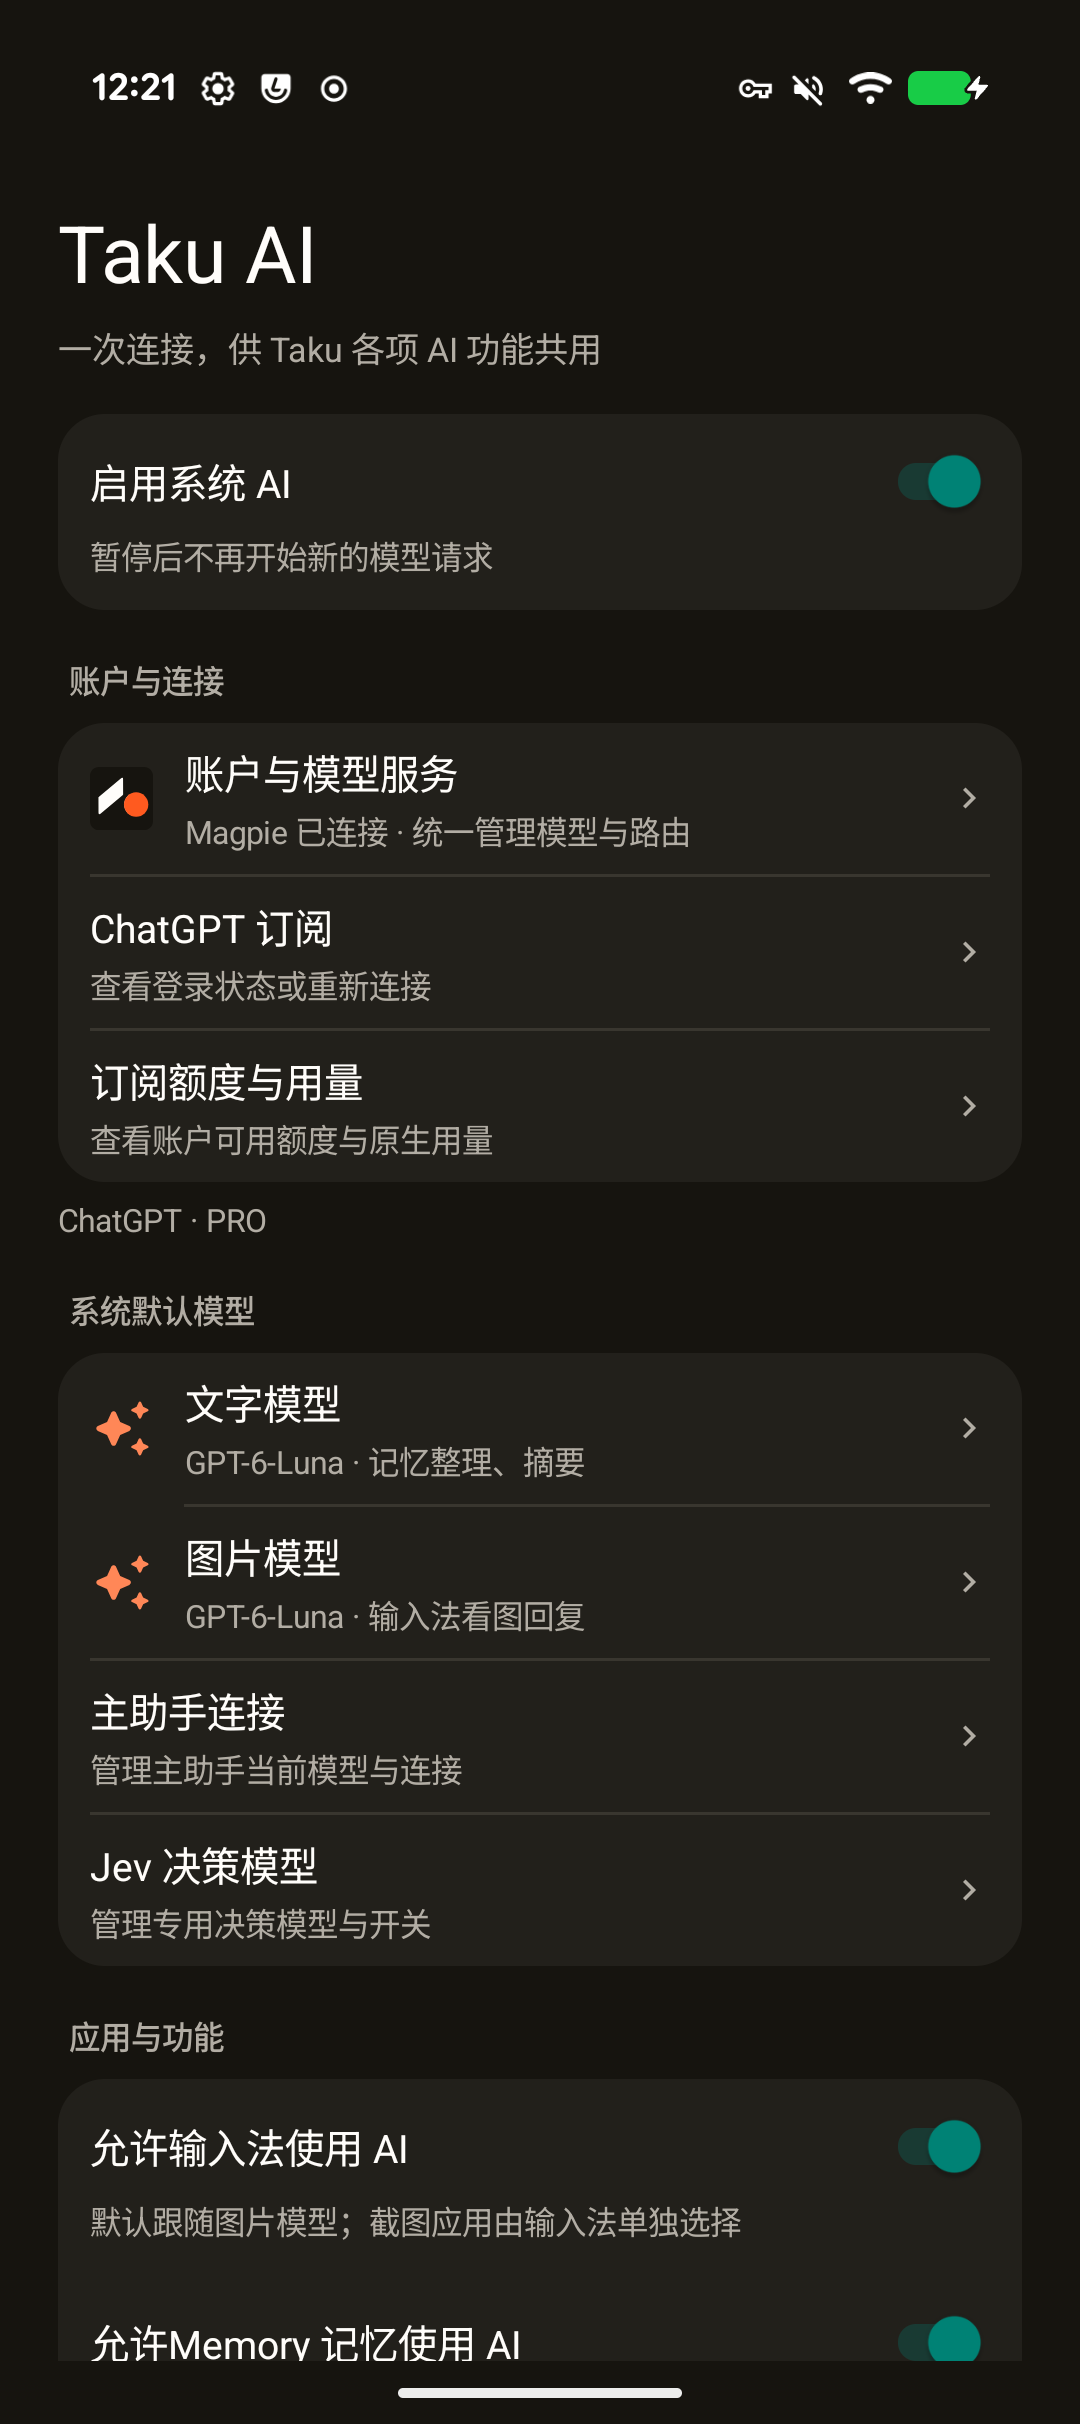 12:21
Taku AI
一次连接，供 Taku 各项 AI 功能共用
启用系统 AI
暂停后不再开始新的模型请求
账户与连接
账户与模型服务
Magpie 已连接 · 统一管理模型与路由
ChatGPT 订阅
查看登录状态或重新连接
订阅额度与用量
查看账户可用额度与原生用量
ChatGPT · PRO
系统默认模型
文字模型
GPT-6-Luna · 记忆整理、摘要
图片模型
GPT-6-Luna · 输入法看图回复
主助手连接
管理主助手当前模型与连接
Jev 决策模型
管理专用决策模型与开关
应用与功能
允许输入法使用 AI
默认跟随图片模型；截图应用由输入法单独选择
允许Memory 记忆使用 AI